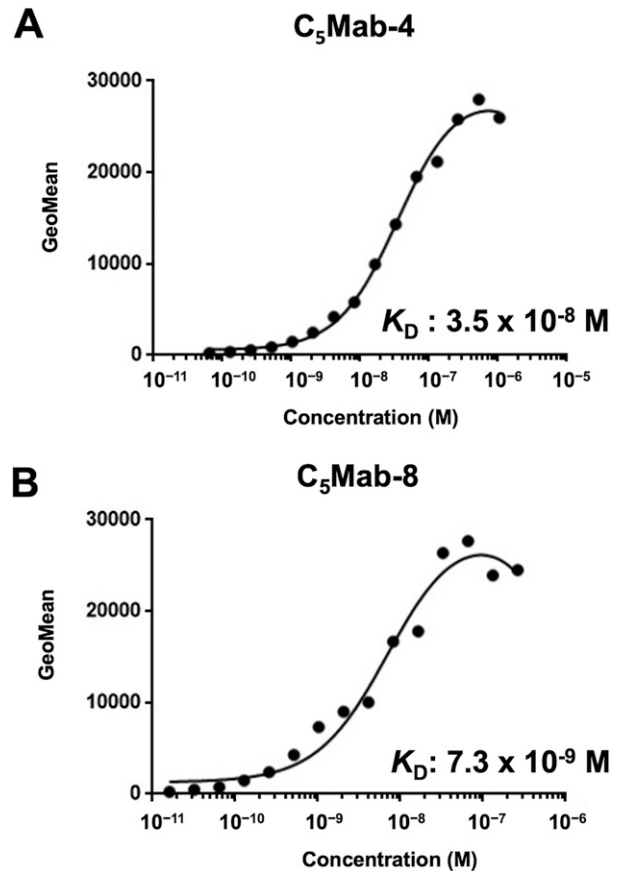 A
C₅Mab-4
30000
20000
10000
0
GeoMean
K_D : 3.5 x 10⁻⁸ M
10⁻¹¹ 10⁻¹⁰ 10⁻⁹ 10⁻⁸ 10⁻⁷ 10⁻⁶ 10⁻⁵
Concentration (M)
B
C₅Mab-8
30000
20000
10000
0
GeoMean
K_D: 7.3 x 10⁻⁹ M
10⁻¹¹ 10⁻¹⁰ 10⁻⁹ 10⁻⁸ 10⁻⁷ 10⁻⁶
Concentration (M)